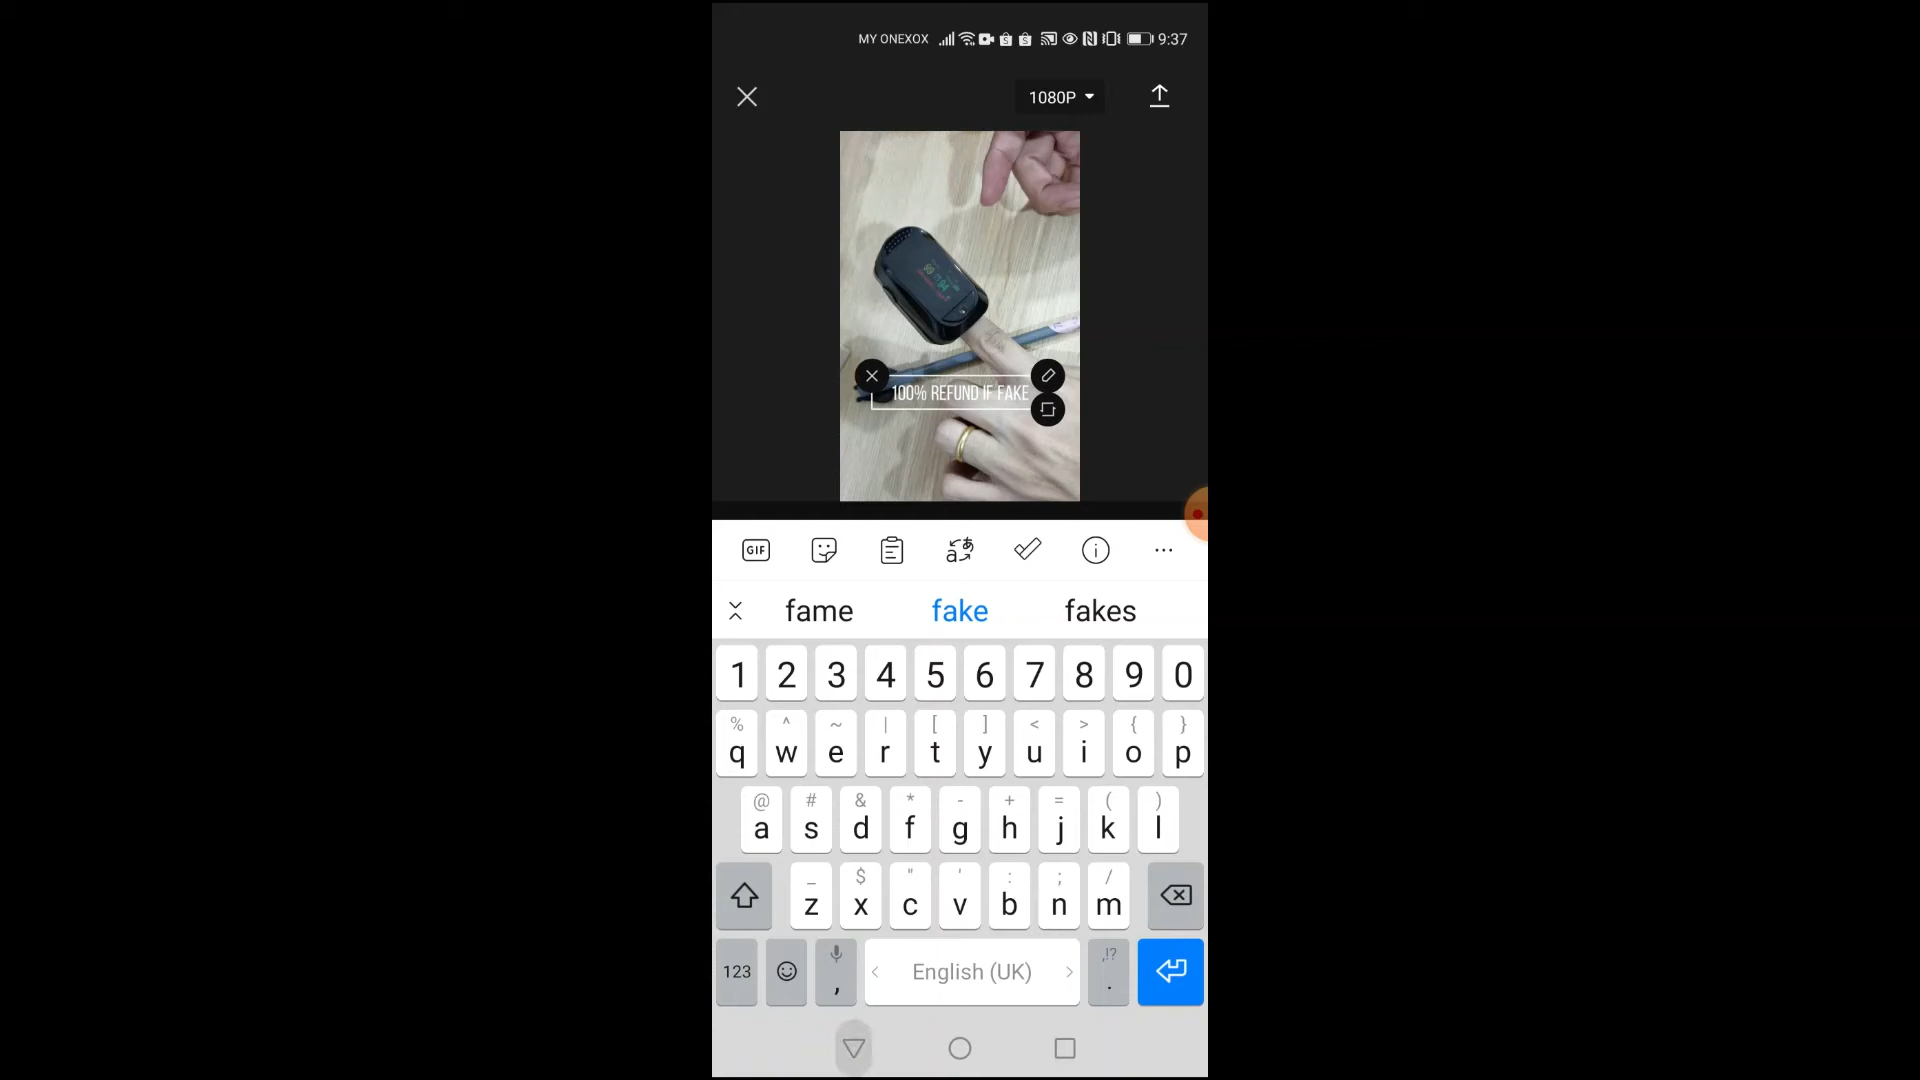 MY ONEXOX 9:37
1080P
100% REFUND IF FAKE
GIF
fame fake fakes
1 2 3 4 5 6 7 8 9 0
% ^ ~ | [ ] < > { }
q w e r t y u i o p
@ # & * - + = ( )
a s d f g h j k l
_ $ " ' : ; /
z x c v b n m
,!?
123 , < English (UK) > .